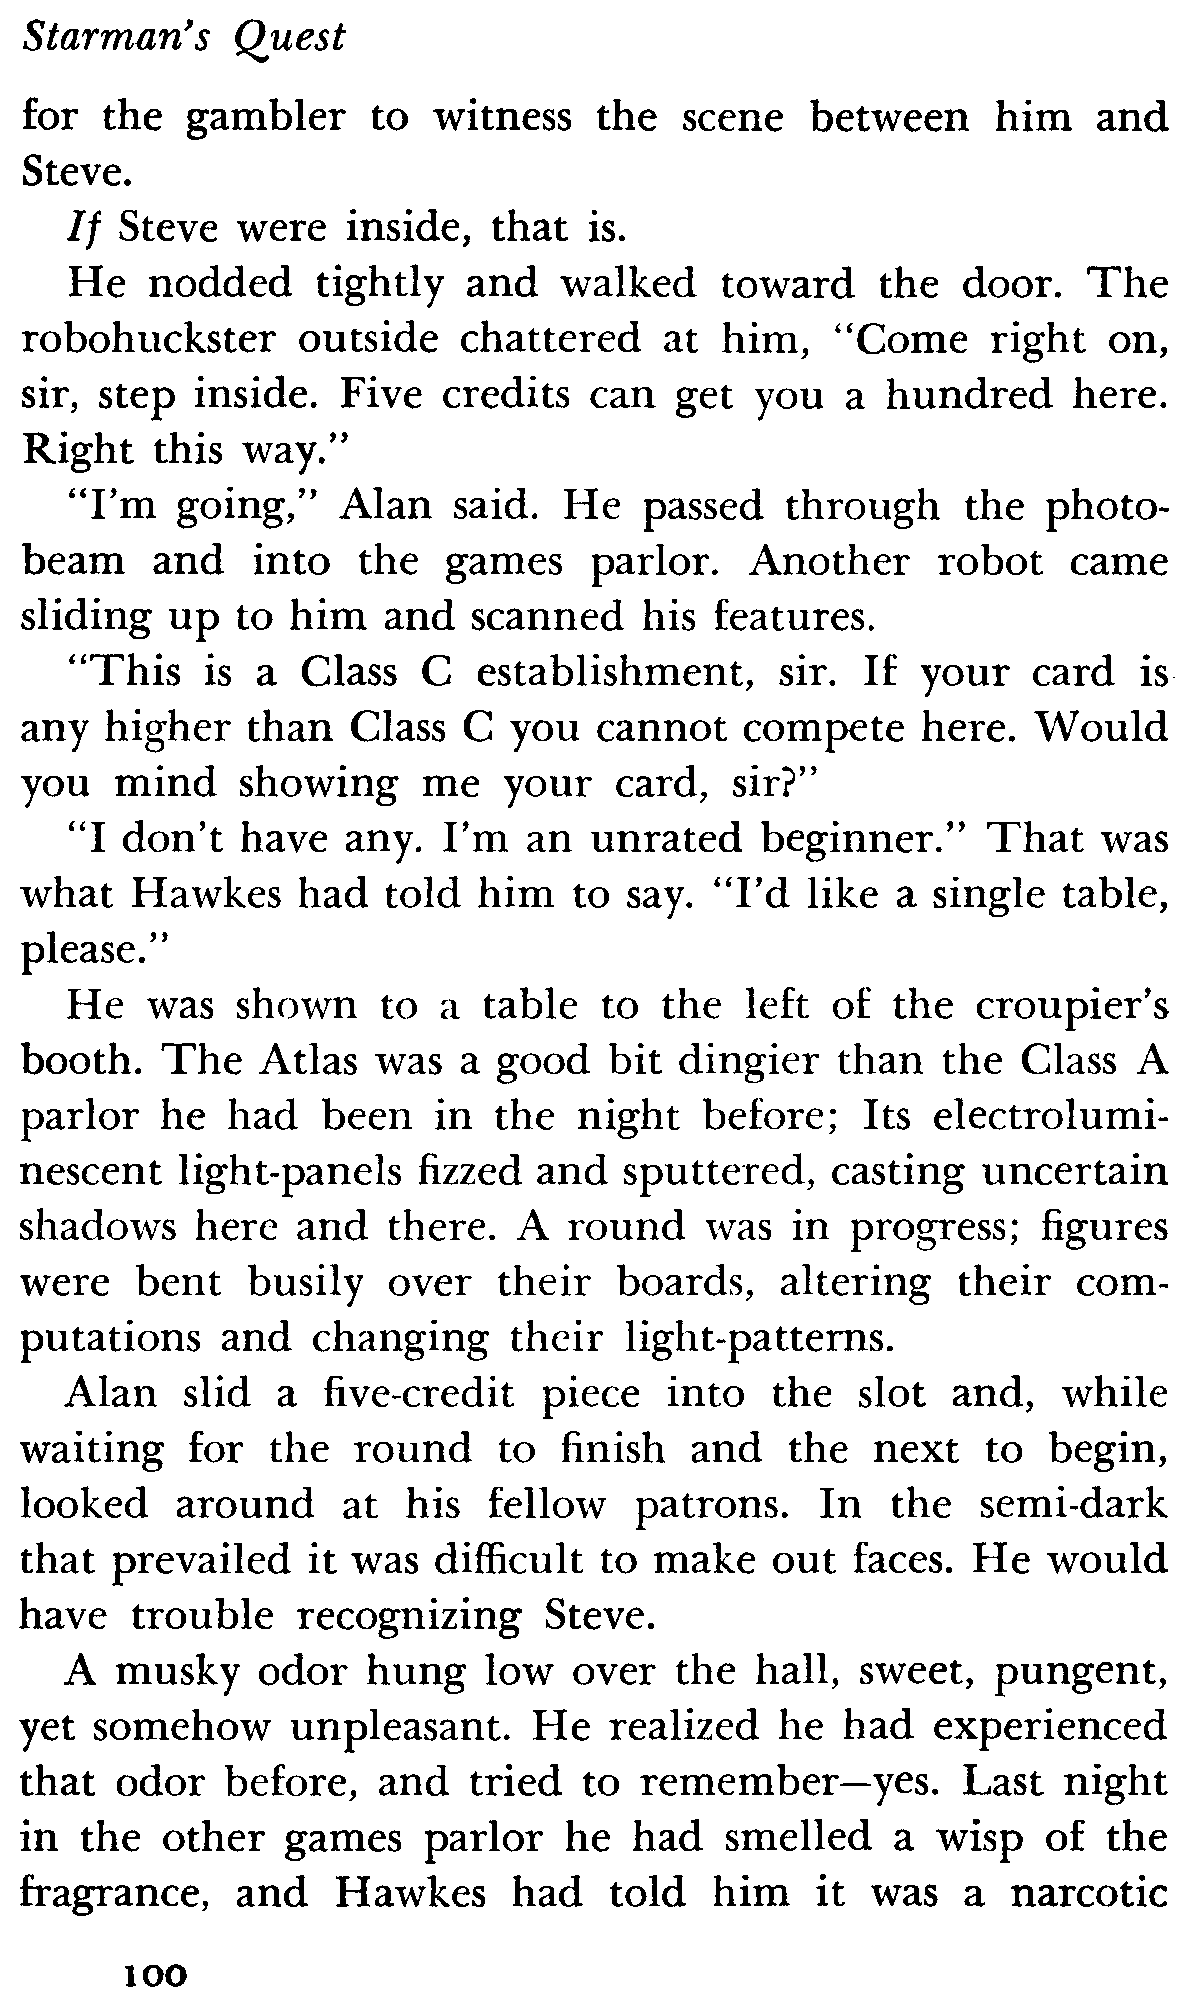 Starman's Quest
for the gambler to witness the scene between him and
Steve.
If Steve were inside, that is.
He nodded tightly and walked toward the door. The
robohuckster outside chattered at him, "Come right on,
sir, step inside. Five credits can get you a hundred here.
Right this way."
"I'm going," Alan said. He passed through the photo-
beam and into the games parlor. Another robot came
sliding up to him and scanned his features.
"This is a Class C establishment, sir. If your card is
any higher than Class C you cannot compete here. Would
you mind showing me your card, sir?"
"I don't have any. I'm an unrated beginner." That was
what Hawkes had told him to say. "I'd like a single table,
please."
He was shown to a table to the left of the croupier's
booth. The Atlas was a good bit dingier than the Class A
parlor he had been in the night before; Its electrolumi-
nescent light-panels fizzed and sputtered, casting uncertain
shadows here and there. A round was in progress; figures
were bent busily over their boards, altering their com-
putations and changing their light-patterns.
Alan slid a five-credit piece into the slot and, while
waiting for the round to finish and the next to begin,
looked around at his fellow patrons. In the semi-dark
that prevailed it was difficult to make out faces. He would
have trouble recognizing Steve.
A musky odor hung low over the hall, sweet, pungent,
yet somehow unpleasant. He realized he had experienced
that odor before, and tried to remember—yes. Last night
in the other games parlor he had smelled a wisp of the
fragrance, and Hawkes had told him it was a narcotic
100